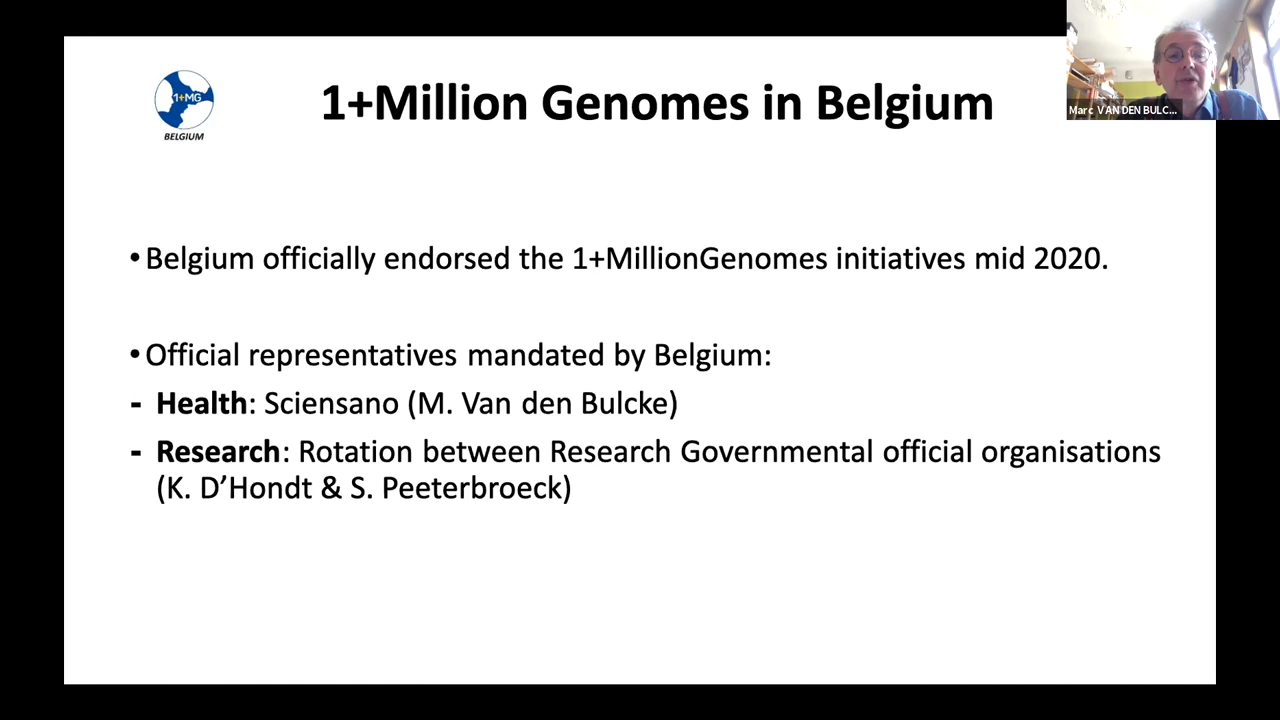 1+MG
BELGIUM
1+Million Genomes in Belgium
Marc VAN DEN BULC...
• Belgium officially endorsed the 1+MillionGenomes initiatives mid 2020.
• Official representatives mandated by Belgium:
- Health: Sciensano (M. Van den Bulcke)
- Research: Rotation between Research Governmental official organisations
(K. D’Hondt & S. Peeterbroeck)